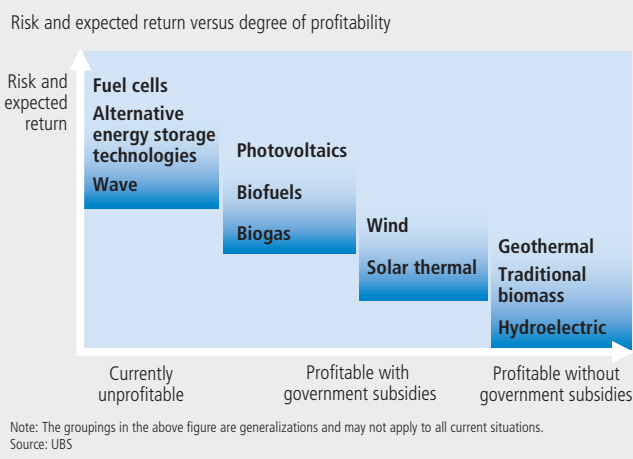 Risk and expected return versus degree of profitability
Risk and
expected
return
Fuel cells
Alternative
energy storage
technologies
Wave
Photovoltaics
Biofuels
Biogas
Wind
Solar thermal
Geothermal
Traditional
biomass
Hydroelectric
Currently
unprofitable
Profitable with
government subsidies
Profitable without
government subsidies
Note: The groupings in the above figure are generalizations and may not apply to all current situations.
Source: UBS